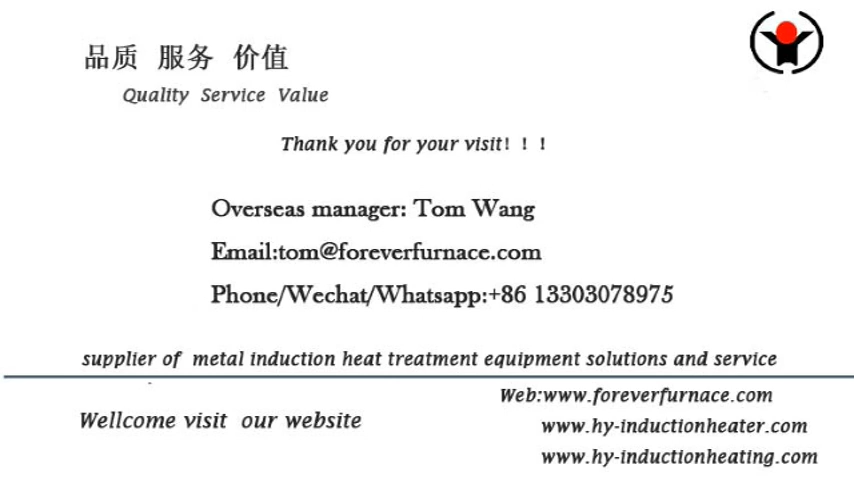 品质 服务 价值
Quality Service Value
Thank you for your visit！！！
Overseas manager: Tom Wang
Email:tom@foreverfurnace.com
Phone/Wechat/Whatsapp:+86 13303078975
supplier of metal induction heat treatment equipment solutions and service
Wellcome visit our website
Web:www.foreverfurnace.com
www.hy-inductionheater.com
www.hy-inductionheating.com